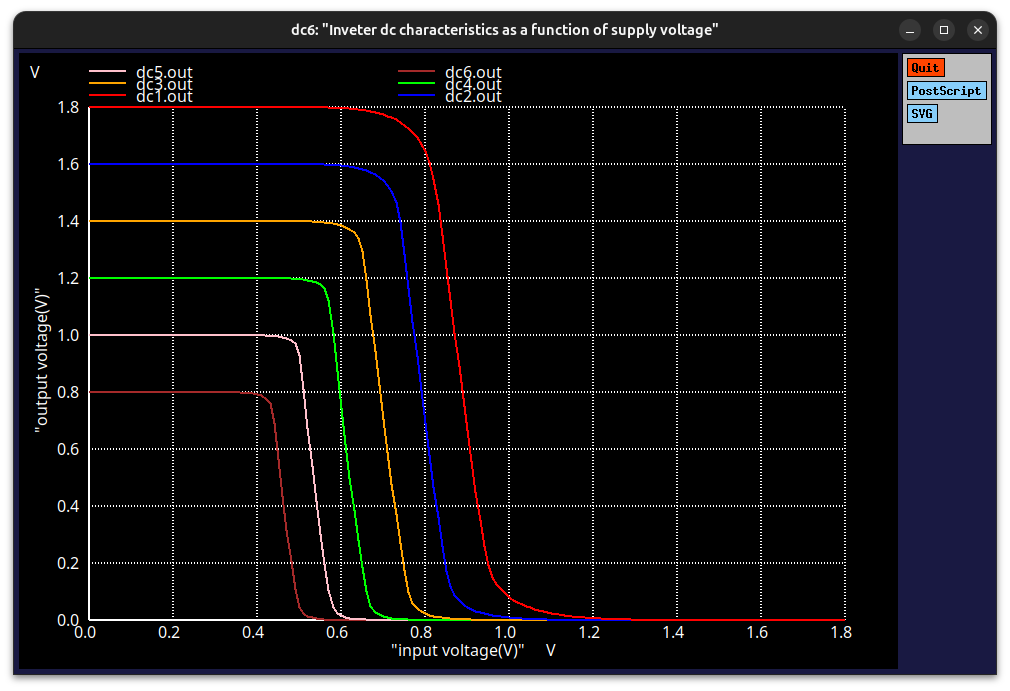 dc6: "Inveter dc characteristics as a function of supply voltage"
Quit
PostScript
SVG
V
dc5.out dc6.out
dc3.out dc4.out
dc1.out dc2.out
1.8
1.6
1.4
1.2
1.0
0.8
0.6
0.4
0.2
0.0
"output voltage(V)"
0.0 0.2 0.4 0.6 0.8 1.0 1.2 1.4 1.6 1.8
"input voltage(V)" V